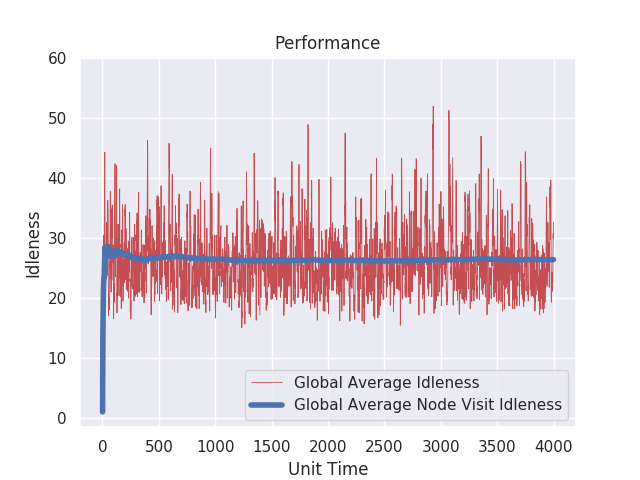 Performance
Idleness
60
50
40
30
20
10
0
Global Average Idleness
Global Average Node Visit Idleness
0 500 1000 1500 2000 2500 3000 3500 4000
Unit Time